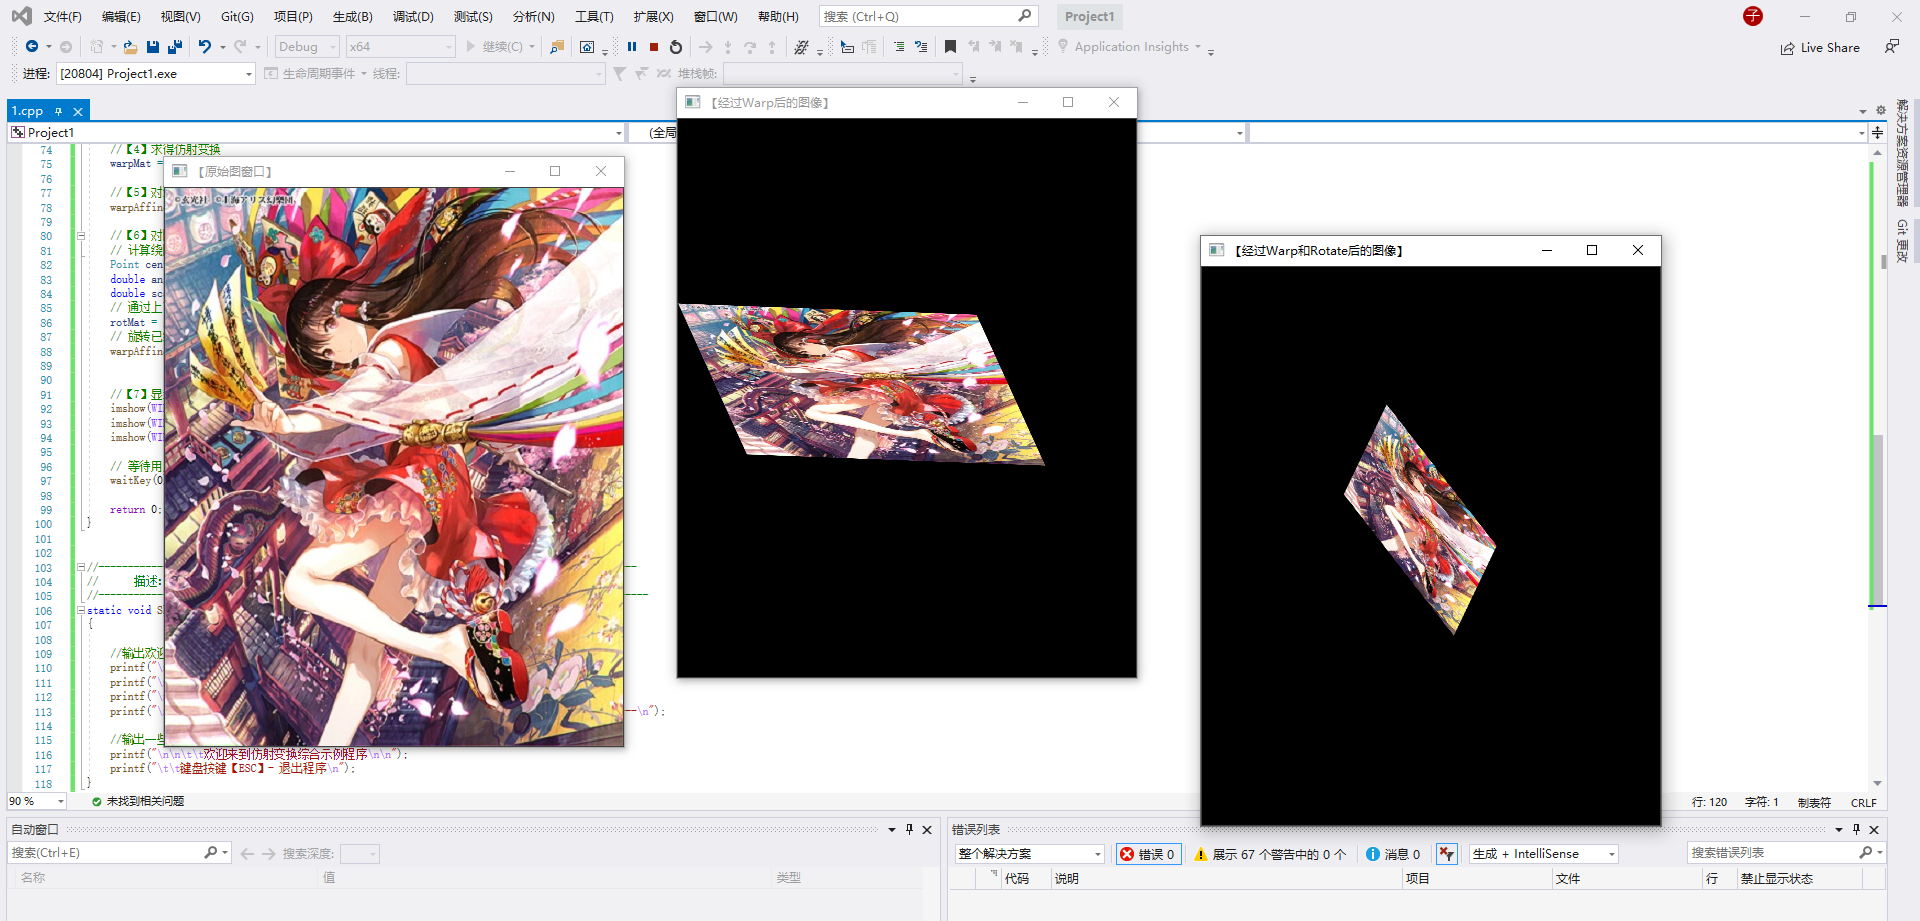 文件(F) 编辑(E) 视图(V) Git(G) 项目(P) 生成(B) 调试(D) 测试(S) 分析(N) 工具(T) 扩展(X) 窗口(W) 帮助(H) 搜索 (Ctrl+Q) Project1 子
Debug x64 继续(C) Application Insights Live Share
进程: [20804] Project1.exe 生命周期事件 线程: 堆栈帧:
1.cpp
Project1 (全局
【经过Warp后的图像】
【原始图窗口】
©玄光社 ©上海アリス幻樂団
【经过Warp和Rotate后的图像】
74 //【4】求得仿射变换
75 warpMat =
76
77 //【5】对
78 warpAffin
79
80 //【6】对
81 // 计算绕
82 Point cen
83 double an
84 double sc
85 // 通过上
86 rotMat =
87 // 旋转已
88 warpAffin
89
90
91 //【7】显
92 imshow(WI
93 imshow(WI
94 imshow(WI
95
96 // 等待用
97 waitKey(0
98
99 return 0;
100 }
101
102
103 //----
104 // 描述:
105 //----
106 static void S
107 {
108
109 //输出欢迎
110 printf("\
111 printf("\
112 printf("\
113 printf("\ --\n");
114
115 //输出一些
116 printf("\n\n\t\t欢迎来到仿射变换综合示例程序\n\n");
117 printf("\t\t键盘按键【ESC】- 退出程序\n");
118 }
90 % 未找到相关问题 行: 120 字符: 1 制表符 CRLF
自动窗口
搜索(Ctrl+E) 搜索深度:
名称 值 类型
错误列表
整个解决方案 错误 0 展示 67 个警告中的 0 个 消息 0 生成 + IntelliSense 搜索错误列表
代码 说明 项目 文件 行 禁止显示状态
解决方案资源管理器
Git 更改